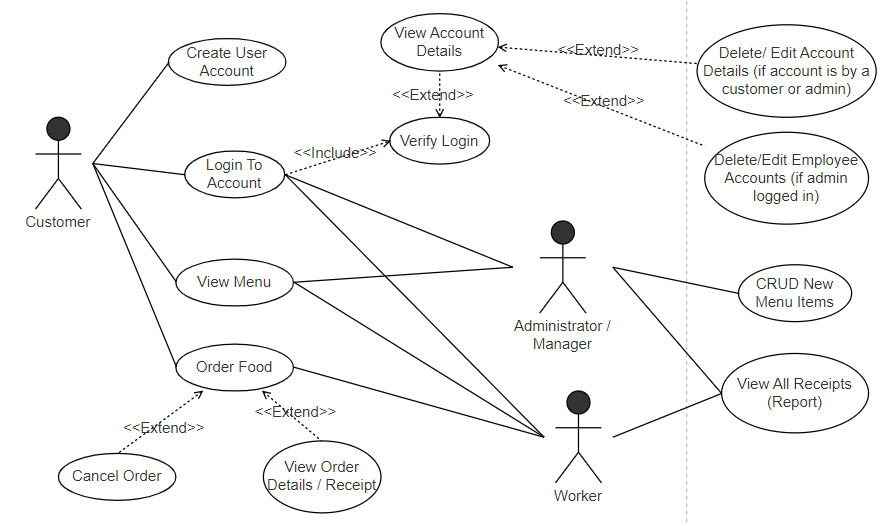 View Account
Details
Create User
Account
<<Extend>>
Delete/ Edit Account
Details (if account is by a
customer or admin)
<<Extend>>
<<Extend>>
Verify Login
<<Include>>
Login To
Account
Delete/Edit Employee
Accounts (if admin
logged in)
Customer
View Menu
CRUD New
Menu Items
Administrator /
Manager
Order Food
View All Receipts
(Report)
<<Extend>>
<<Extend>>
Cancel Order
View Order
Details / Receipt
Worker